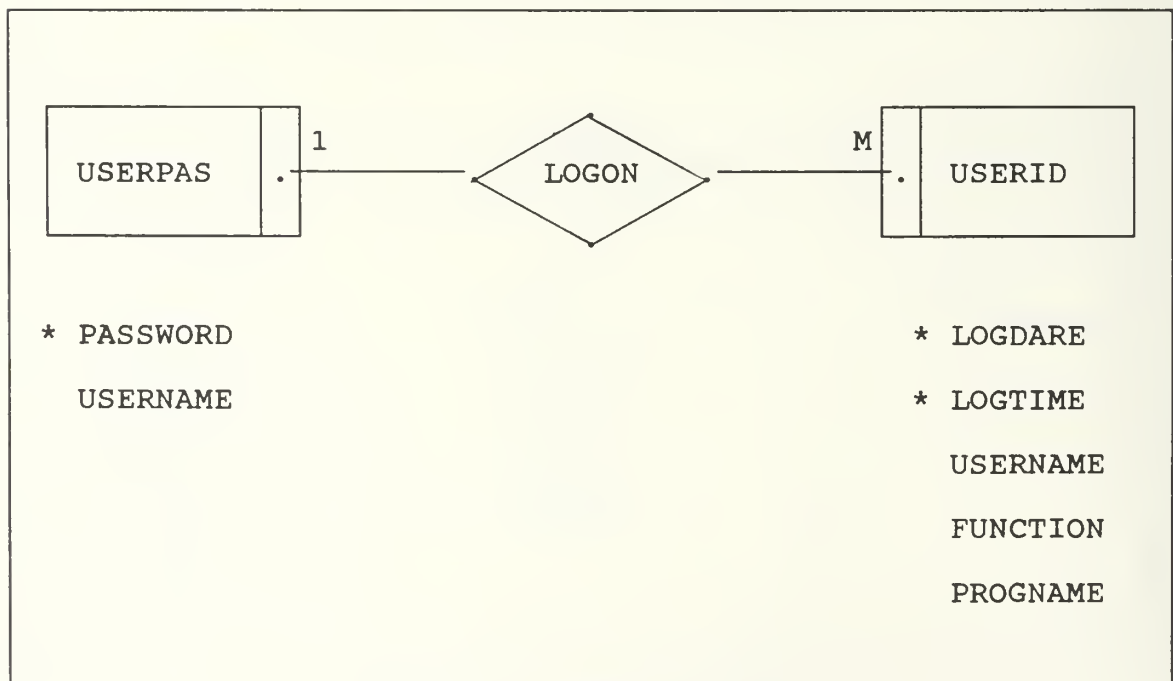 1 M
USERPAS LOGON USERID
* PASSWORD * LOGDARE
USERNAME * LOGTIME
USERNAME
FUNCTION
PROGNAME